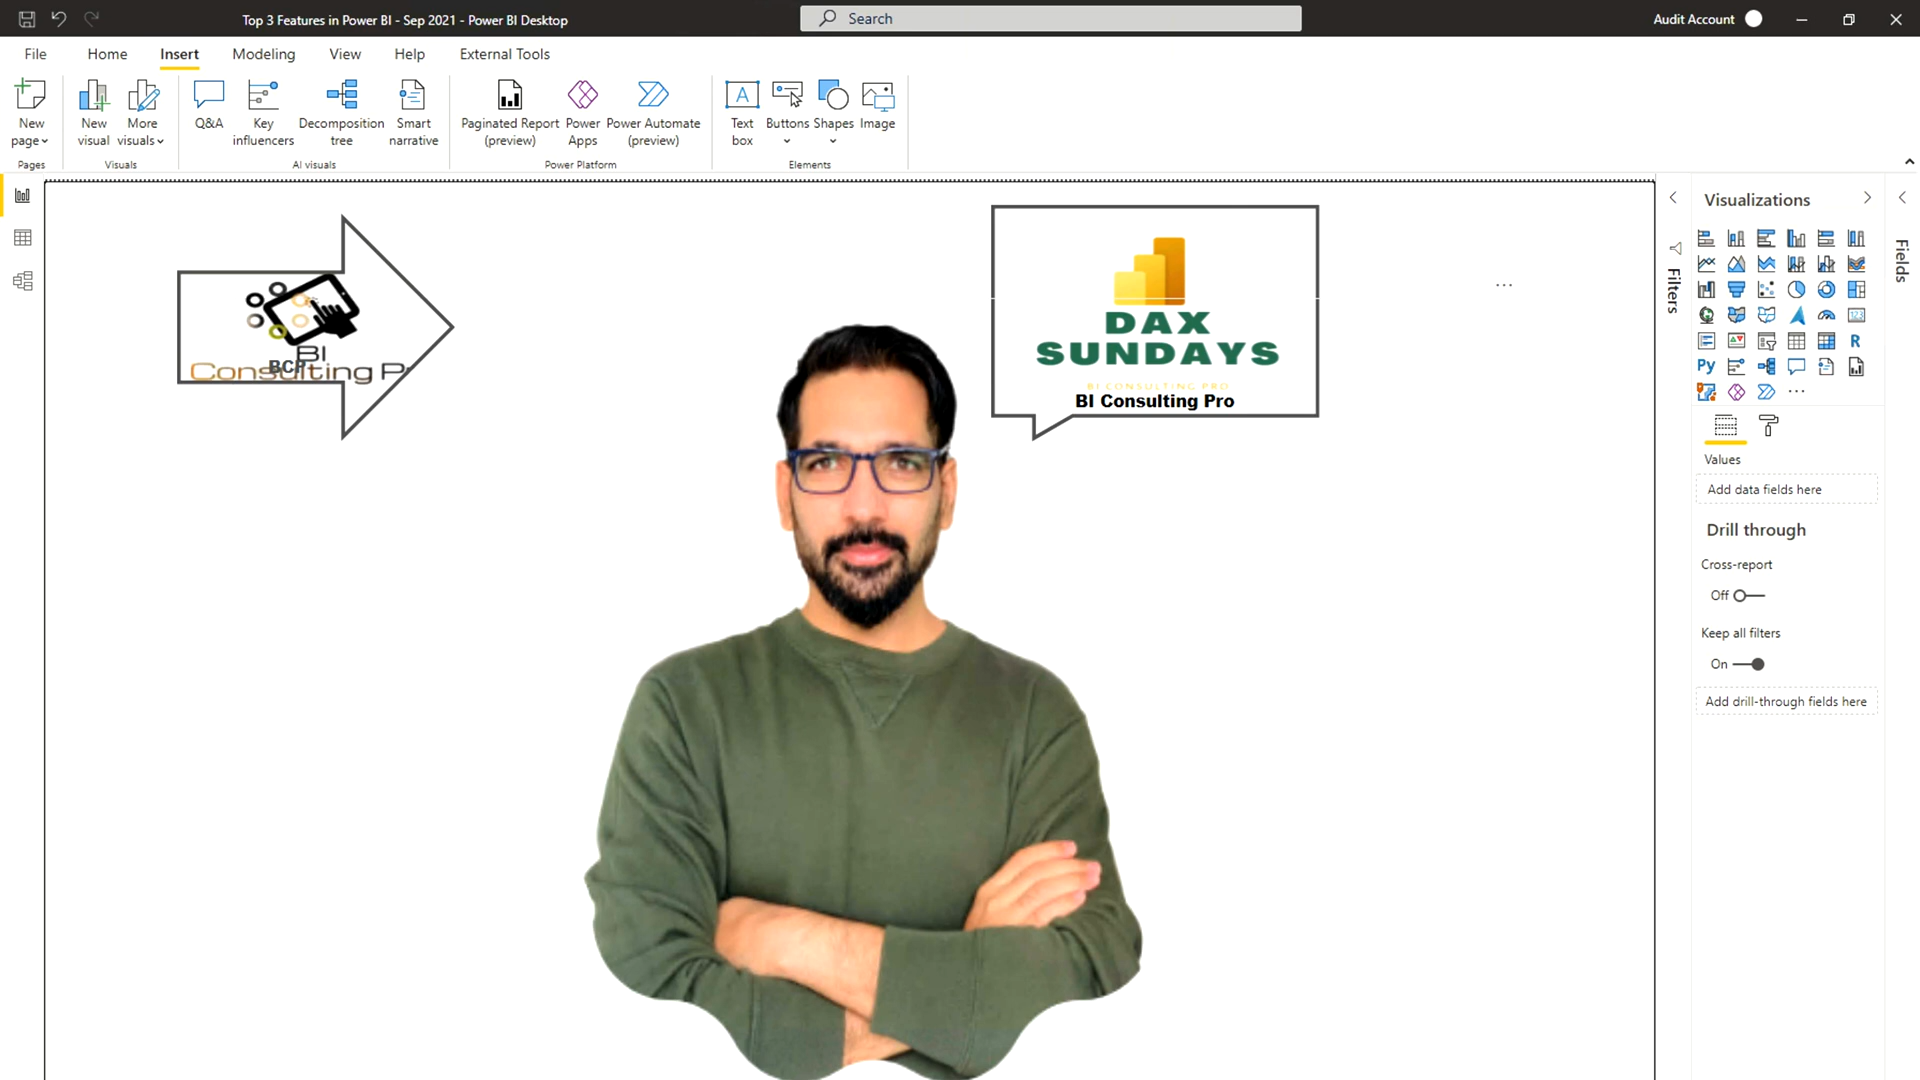 Top 3 Features in Power BI - Sep 2021 - Power BI Desktop
Search
Audit Account
File
Home
Insert
Modeling
View
Help
External Tools
New page
New visual
More visuals
Q&A
Key influencers
Decomposition tree
Smart narrative
Paginated Report (preview)
Power Apps
Power Automate (preview)
Text box
Buttons
Shapes
Image
Pages
Visuals
AI visuals
Power Platform
Elements
BI
Consulting P
BCP
DAX
SUNDAYS
BI CONSULTING PRO
BI Consulting Pro
Filters
Visualizations
R
Py
Values
Add data fields here
Drill through
Cross-report
Off
Keep all filters
On
Add drill-through fields here
Fields